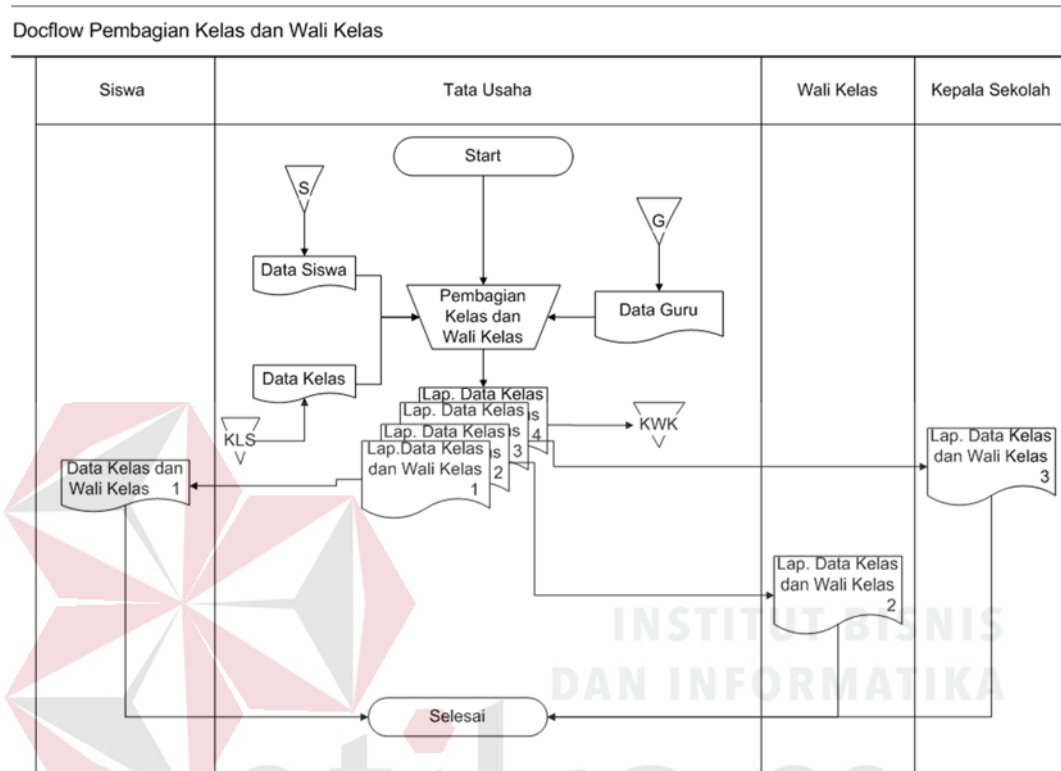 Docflow Pembagian Kelas dan Wali Kelas
Siswa
Tata Usaha
Wali Kelas
Kepala Sekolah
Start
S
G
Data Siswa
Pembagian
Kelas dan
Wali Kelas
Data Guru
Data Kelas
KLS
Lap. Data Kelas
s
4
Lap. Data Kelas
s
3
Lap. Data Kelas
s
2
Lap.Data Kelas
dan Wali Kelas
1
KWK
Data Kelas dan
Wali Kelas 1
Lap. Data Kelas
dan Wali Kelas
3
Lap. Data Kelas
dan Wali Kelas
2
Selesai
INSTITUT BISNIS
DAN INFORMATIKA